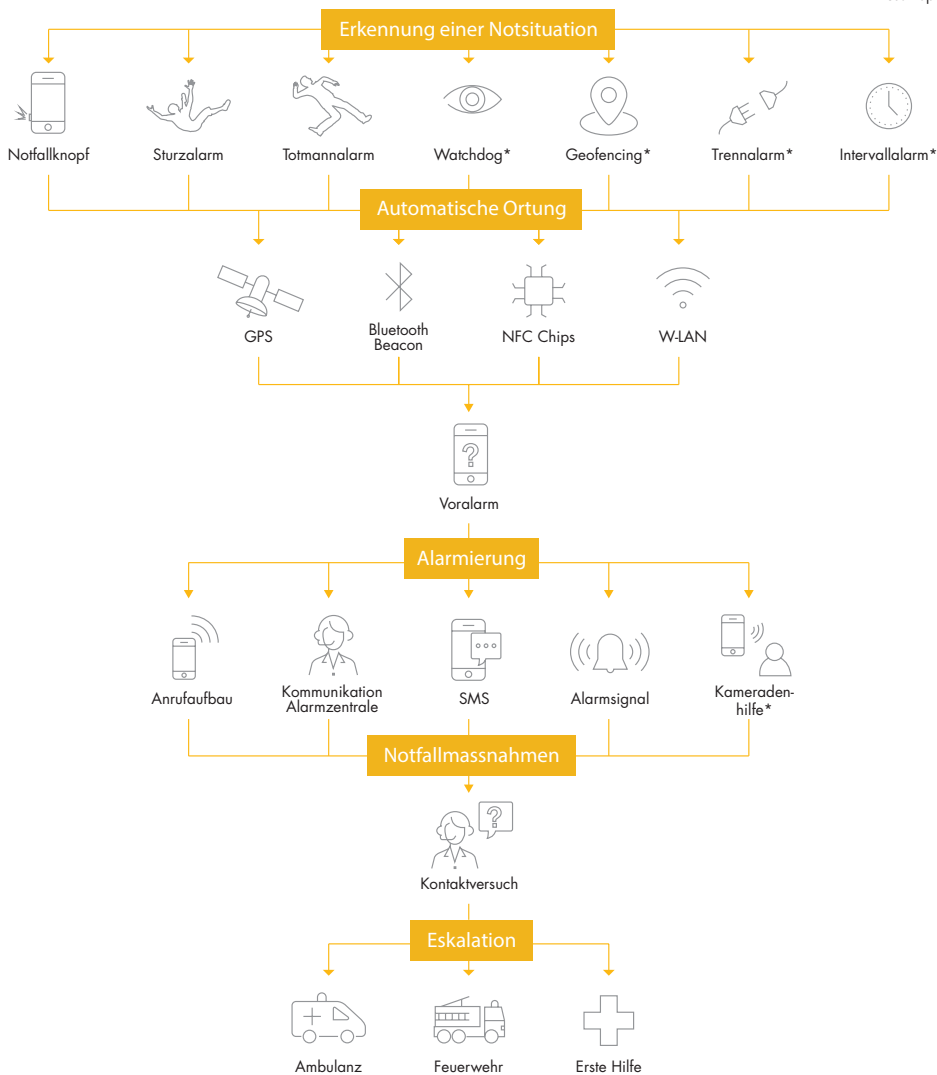 Erkennung einer Notsituation
Notfallknopf
Sturzalarm
Totmannalarm
Watchdog*
Geofencing*
Trennalarm*
Intervallalarm*
Automatische Ortung
GPS
Bluetooth
Beacon
NFC Chips
W-LAN
?
Voralarm
Alarmierung
Anrufaufbau
Kommunikation
Alarmzentrale
SMS
Alarmsignal
Kameraden-
hilfe*
Notfallmassnahmen
?
Kontaktversuch
Eskalation
Ambulanz
Feuerwehr
Erste Hilfe